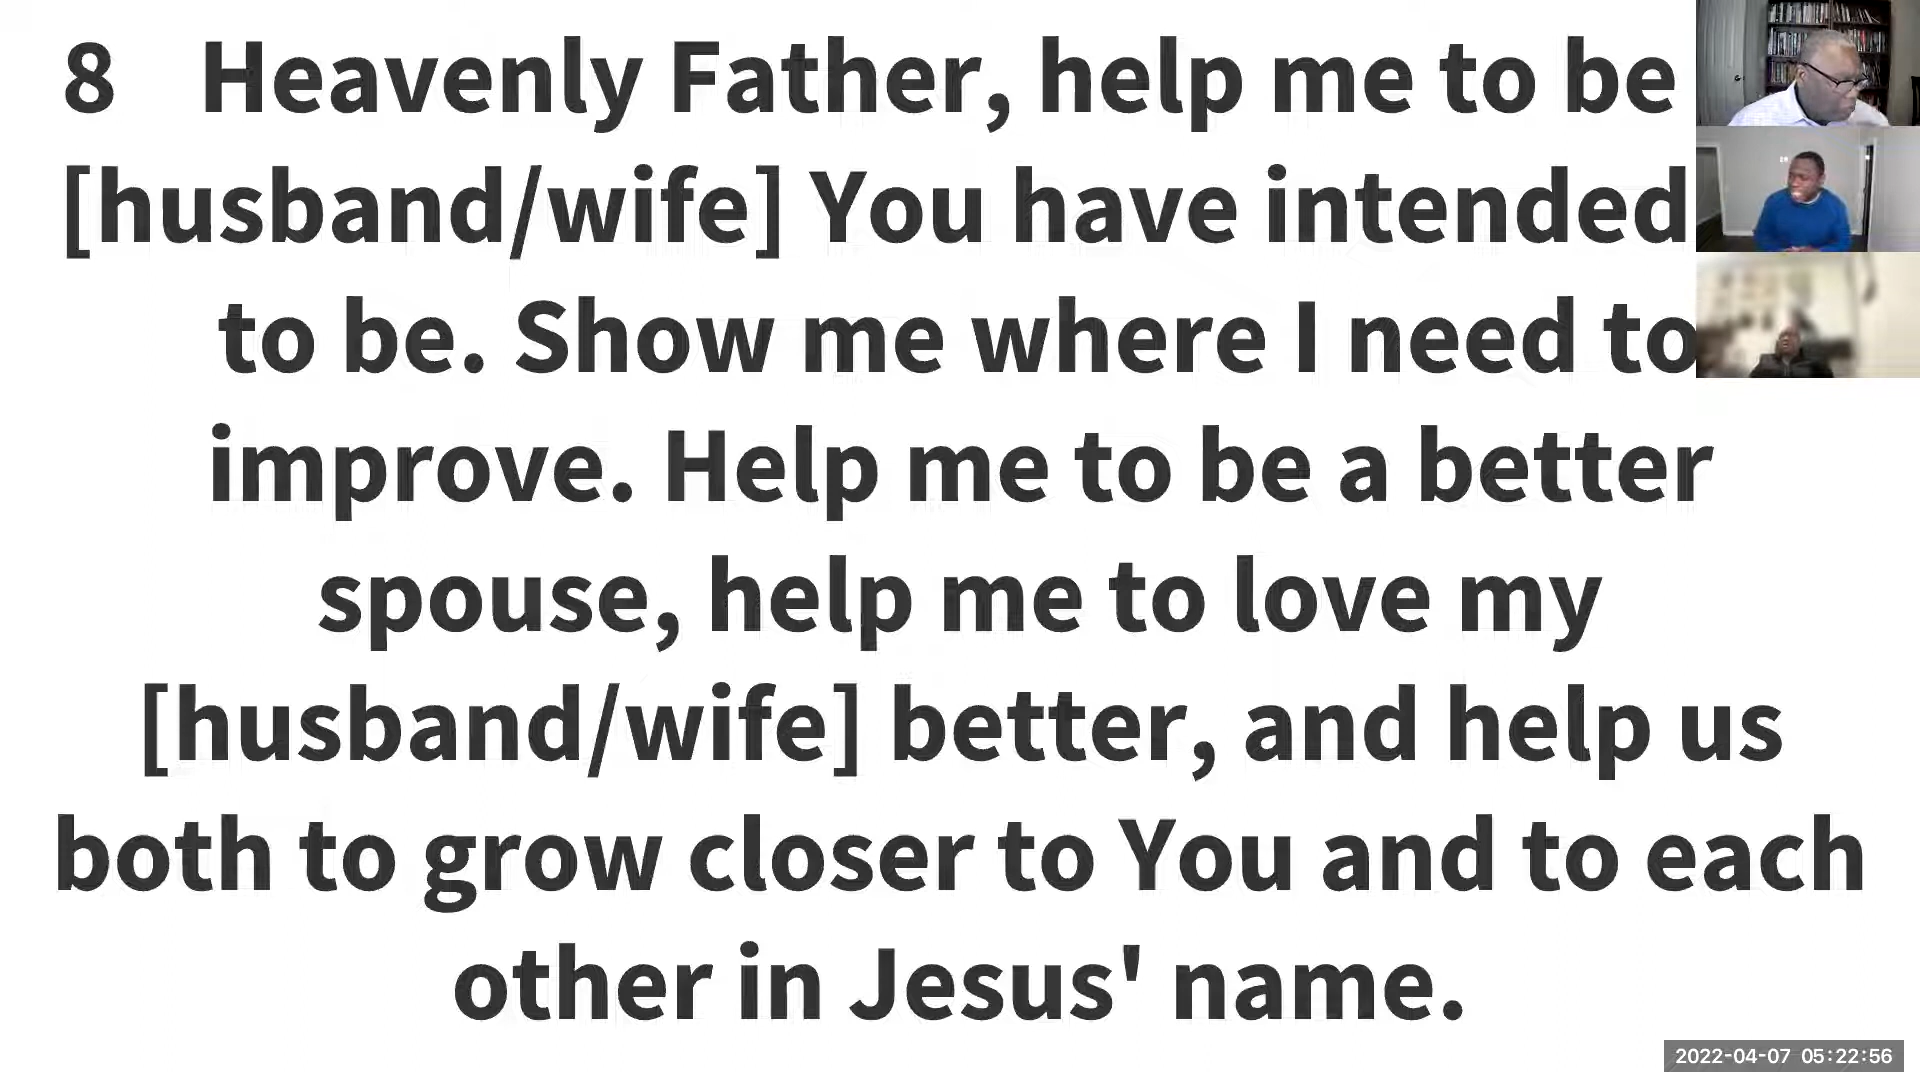 8 Heavenly Father, help me to be
[husband/wife] You have intended
to be. Show me where I need to
improve. Help me to be a better
spouse, help me to love my
[husband/wife] better, and help us
both to grow closer to You and to each
other in Jesus' name.
2022-04-07 05:22:56